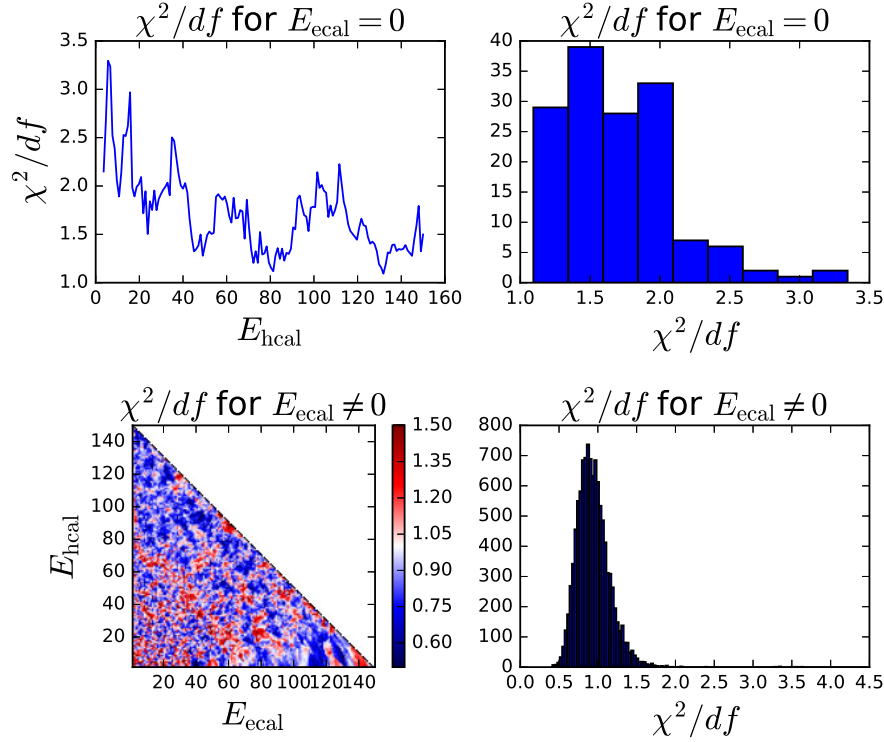 χ²/df for E_ecal = 0
3.5
3.0
2.5
2.0
1.5
1.0
χ²/df
0 20 40 60 80 100 120 140 160
E_hcal
χ²/df for E_ecal = 0
40
35
30
25
20
15
10
5
0
1.0 1.5 2.0 2.5 3.0 3.5
χ²/df
χ²/df for E_ecal ≠ 0
140
120
100
80
60
40
20
E_hcal
20 40 60 80 100 120 140
E_ecal
1.50
1.35
1.20
1.05
0.90
0.75
0.60
χ²/df for E_ecal ≠ 0
800
700
600
500
400
300
200
100
0
0.0 0.5 1.0 1.5 2.0 2.5 3.0 3.5 4.0 4.5
χ²/df